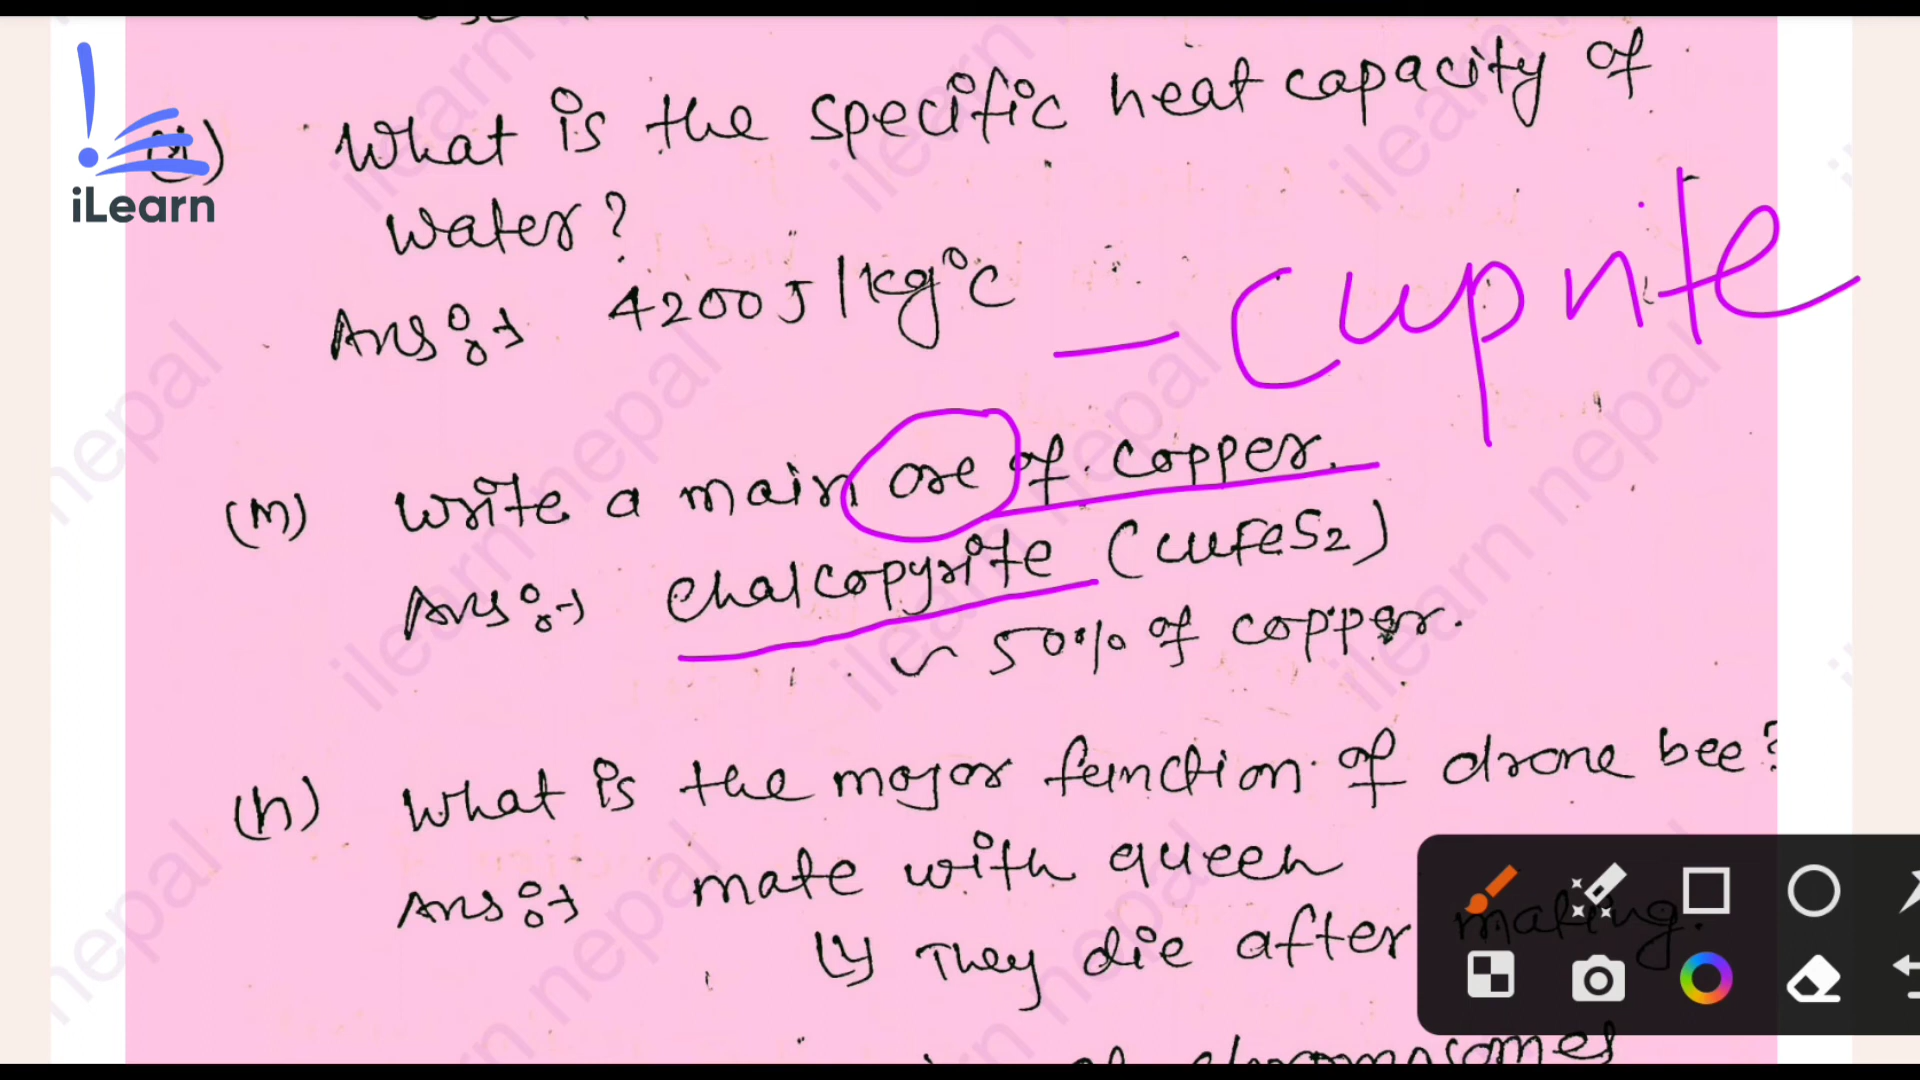 iLearn
What is the specific heat capacity of
water?
Ans:→ 4200J/kg°C
— Cuprite
(m) Write a main ore of copper.
Ans:→ chalcopyrite (CuFeS2)
50% of copper.
(n) What is the major function of drone bee?
Ans:→ mate with queen
↳ They die after mating.
chromosomes